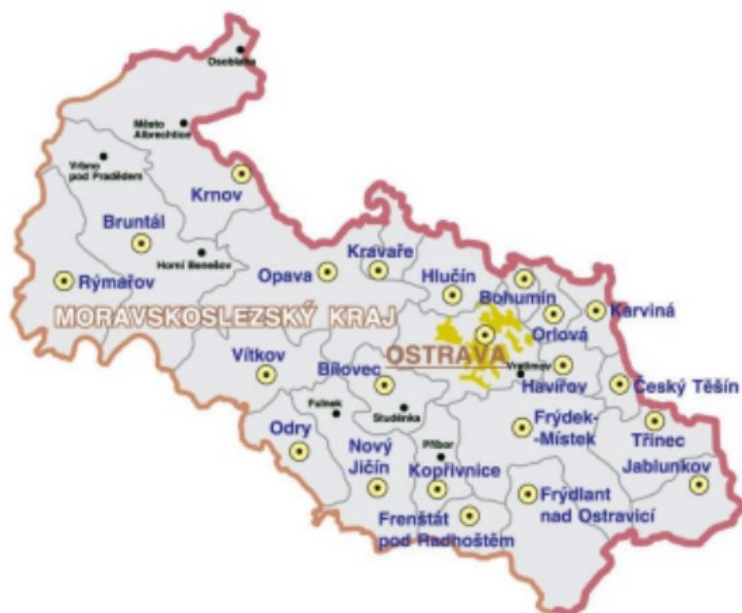 Osoblaha
Město
Albrechtice
Vrbno
pod Pradědem
Krnov
Bruntál
Horní Benešov
Rýmařov
Opava
Kravaře
Hlučín
Bohumín
Karviná
Orlová
MORAVSKOSLEZSKÝ KRAJ
OSTRAVA
Vratimov
Havířov
Český Těšín
Vítkov
Bílovec
Fulnek
Studénka
Odry
Nový
Jičín
Příbor
Kopřivnice
Frýdek-
-Místek
Třinec
Jablunkov
Frýdlant
nad Ostravicí
Frenštát
pod Radhoštěm